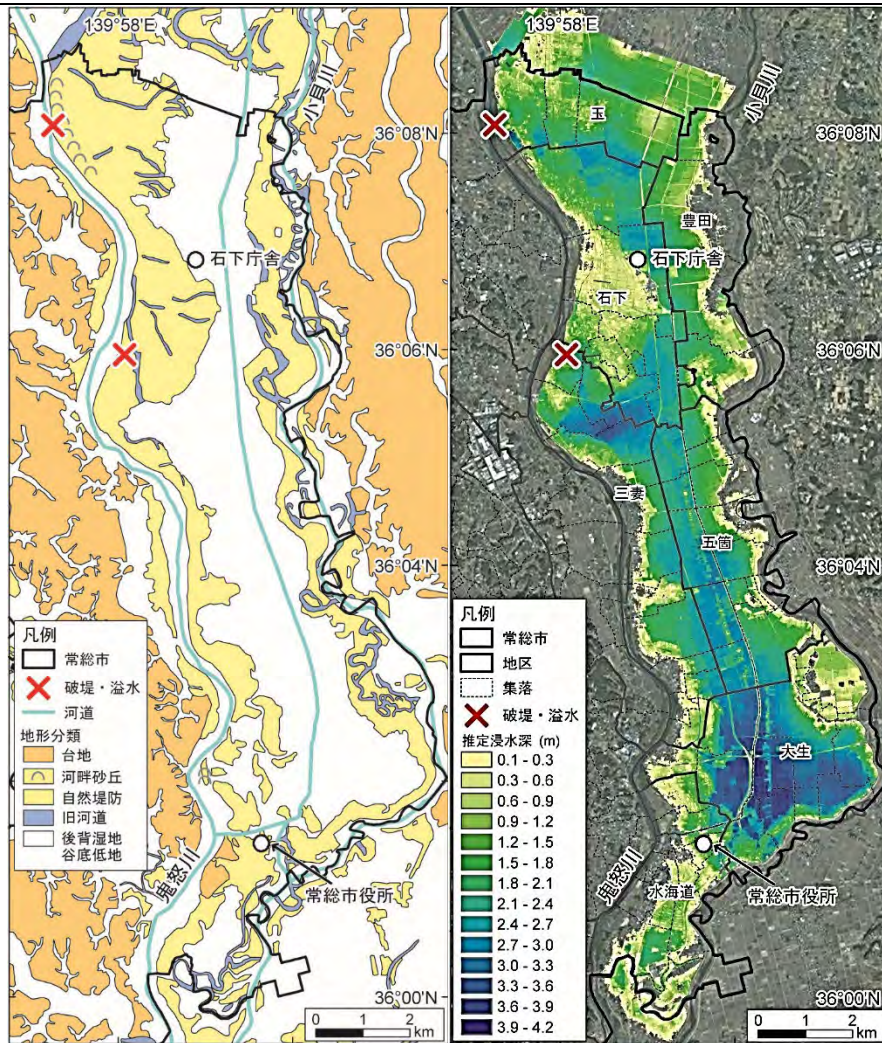 139°58'E
小貝川
36°08'N
石下庁舎
36°06'N
36°04'N
凡例
常総市
破堤・溢水
河道
地形分類
台地
河畔砂丘
自然堤防
旧河道
後背湿地
谷底低地
鬼怒川
常総市役所
36°00'N
0 1 2
km
139°58'E
小貝川
玉
36°08'N
豊田
石下庁舎
石下
36°06'N
三妻
五箇
36°04'N
凡例
常総市
地区
集落
破堤・溢水
推定浸水深 (m)
0.1 - 0.3
0.3 - 0.6
0.6 - 0.9
0.9 - 1.2
1.2 - 1.5
1.5 - 1.8
1.8 - 2.1
2.1 - 2.4
2.4 - 2.7
2.7 - 3.0
3.0 - 3.3
3.3 - 3.6
3.6 - 3.9
3.9 - 4.2
大生
鬼怒川
水海道
常総市役所
36°00'N
0 1 2
km